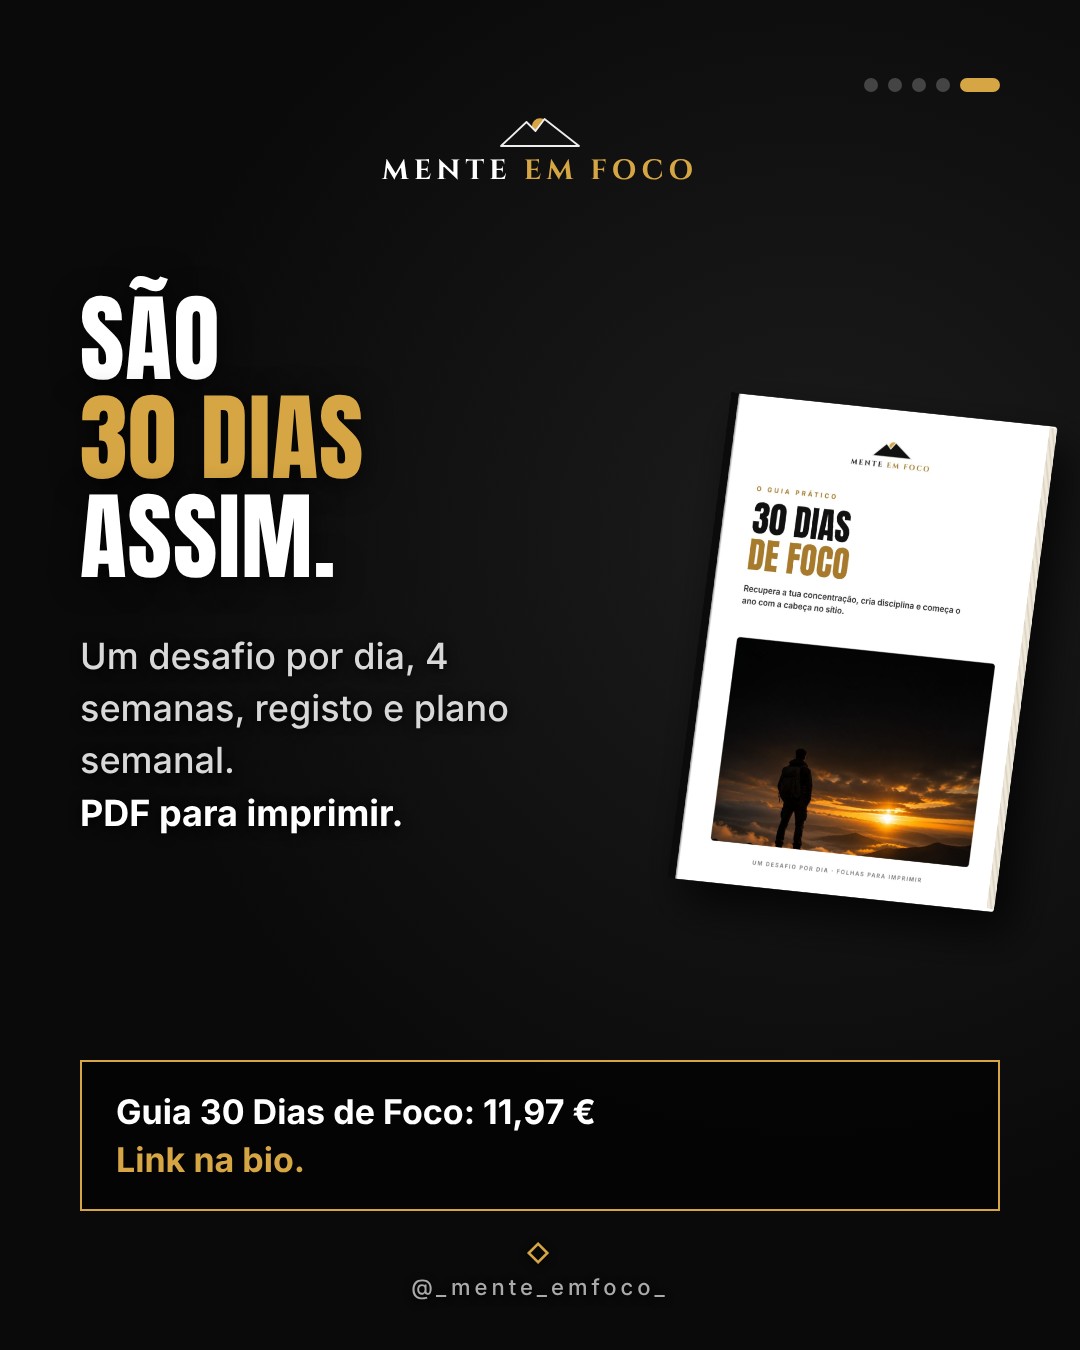 MENTE EM FOCO
SÃO
30 DIAS
ASSIM.
Um desafio por dia, 4
semanas, registo e plano
semanal.
PDF para imprimir.
MENTE EM FOCO
O GUIA PRÁTICO
30 DIAS
DE FOCO
Recupera a tua concentração, cria disciplina e começa o
ano com a cabeça no sítio.
UM DESAFIO POR DIA · FOLHAS PARA IMPRIMIR
Guia 30 Dias de Foco: 11,97 €
Link na bio.
@_mente_emfoco_